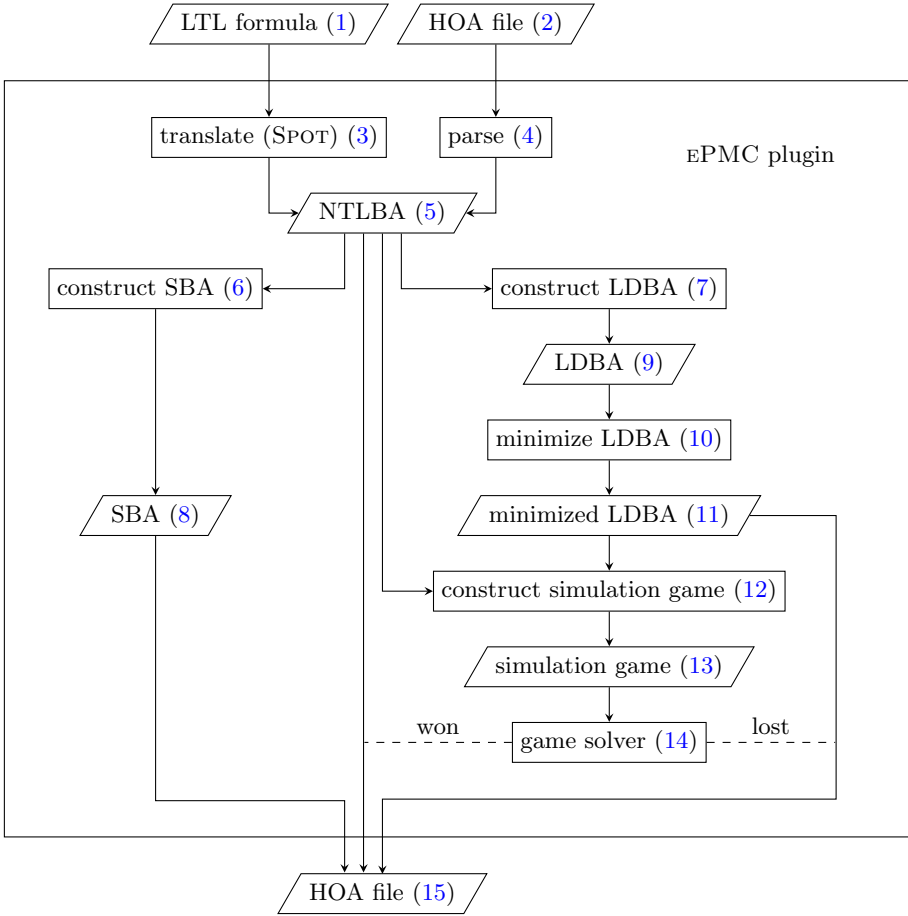 LTL formula (1)
HOA file (2)
translate (SPOT) (3)
parse (4)
EPMC plugin
NTLBA (5)
construct SBA (6)
construct LDBA (7)
LDBA (9)
minimize LDBA (10)
SBA (8)
minimized LDBA (11)
construct simulation game (12)
simulation game (13)
won
game solver (14)
lost
HOA file (15)